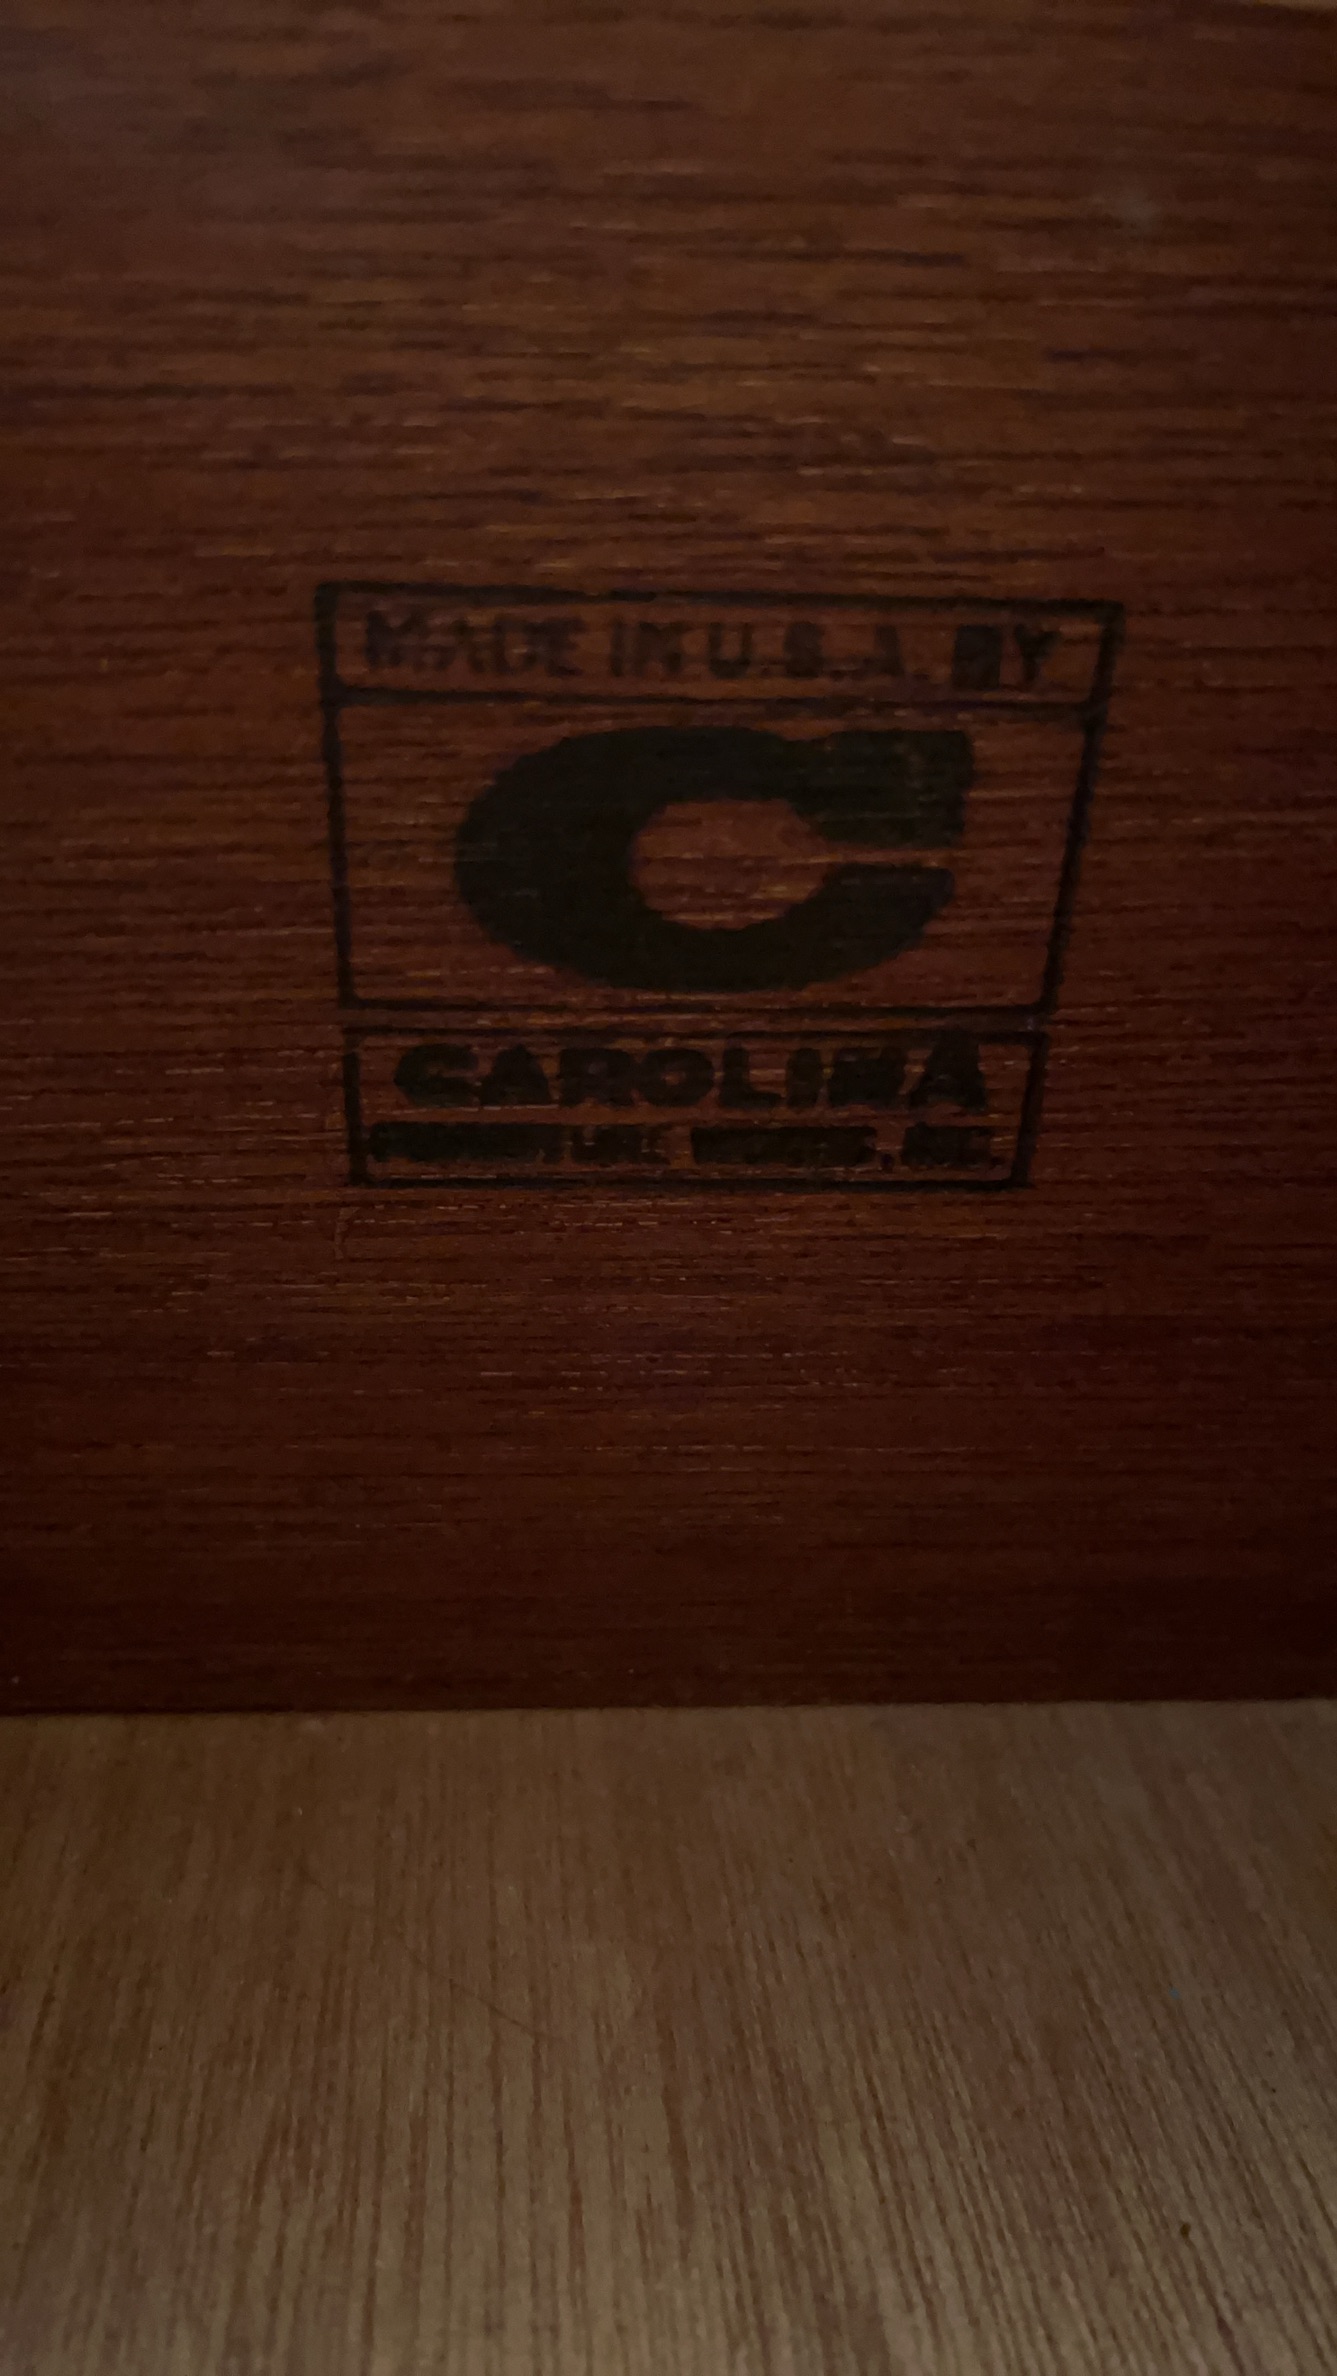 MADE IN U.S.A. BY
C
CAROLINA
FURNITURE WORKS, INC.